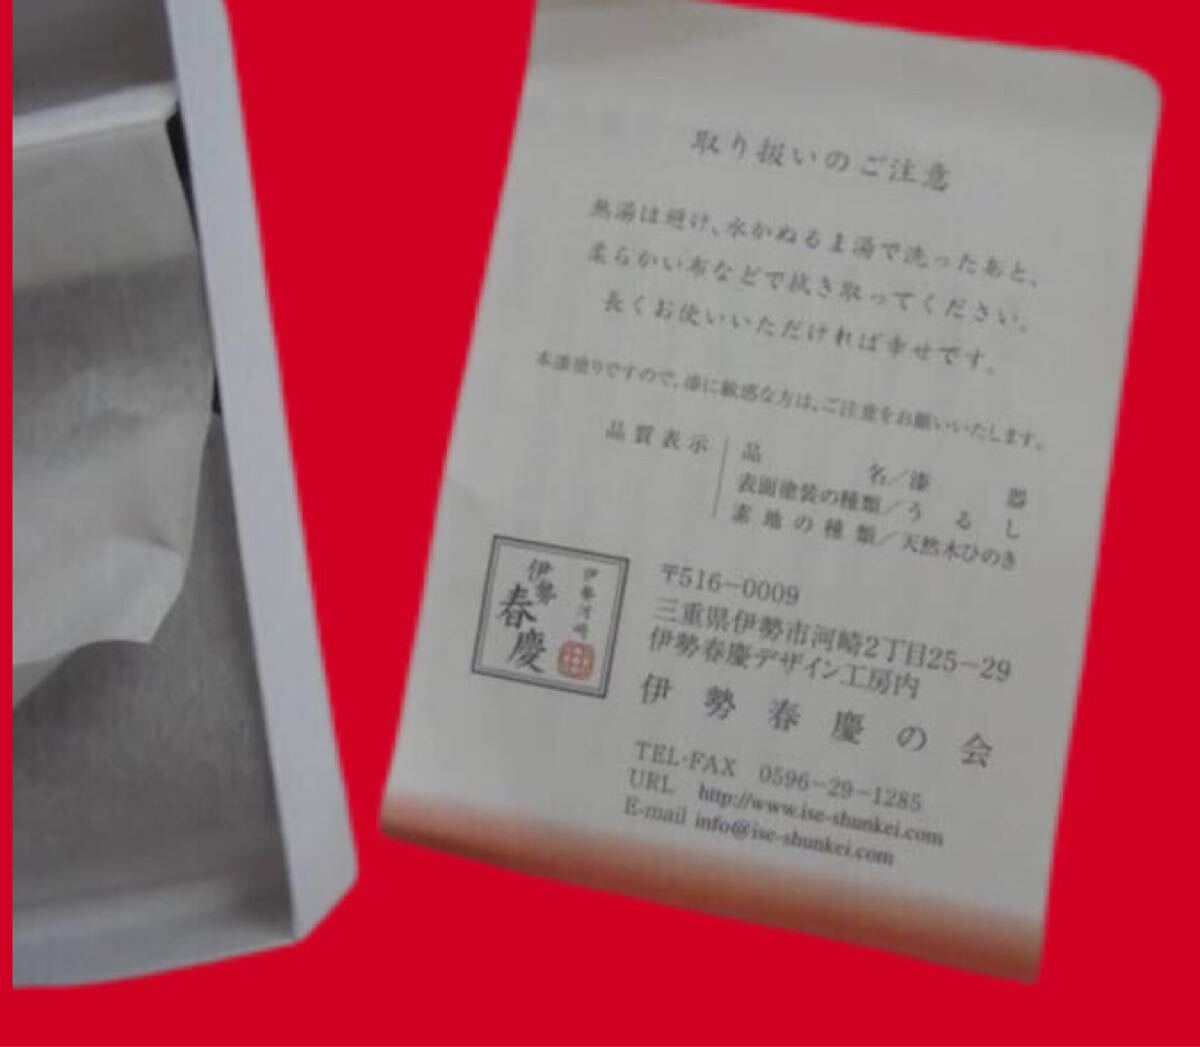 取り扱いのご注意
熱湯は避け、水かぬるま湯で洗ったあと、
柔らかい布などで拭き取ってください。
長くお使いいただければ幸せです。
本漆塗りですので、漆に敏感な方は、ご注意をお願いいたします。
品質表示
品名／漆器
表面塗装の種類／うるし
素地の種類／天然木ひのき
伊勢河崎
伊勢
春慶
〒516-0009
三重県伊勢市河崎2丁目25-29
伊勢春慶デザイン工房内
伊勢春慶の会
TEL・FAX 0596-29-1285
URL http://www.ise-shunkei.com
E-mail info@ise-shunkei.com